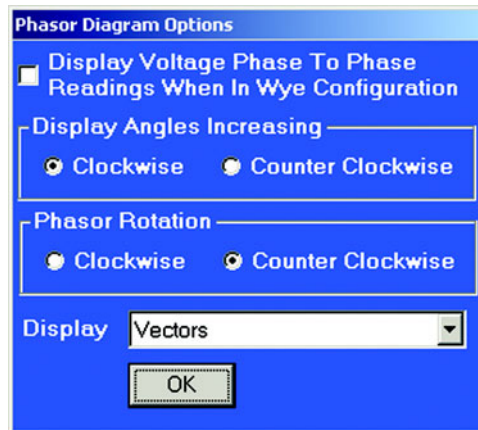 Phasor Diagram Options
Display Voltage Phase To Phase
Readings When In Wye Configuration
Display Angles Increasing
Clockwise Counter Clockwise
Phasor Rotation
Clockwise Counter Clockwise
Display Vectors
OK